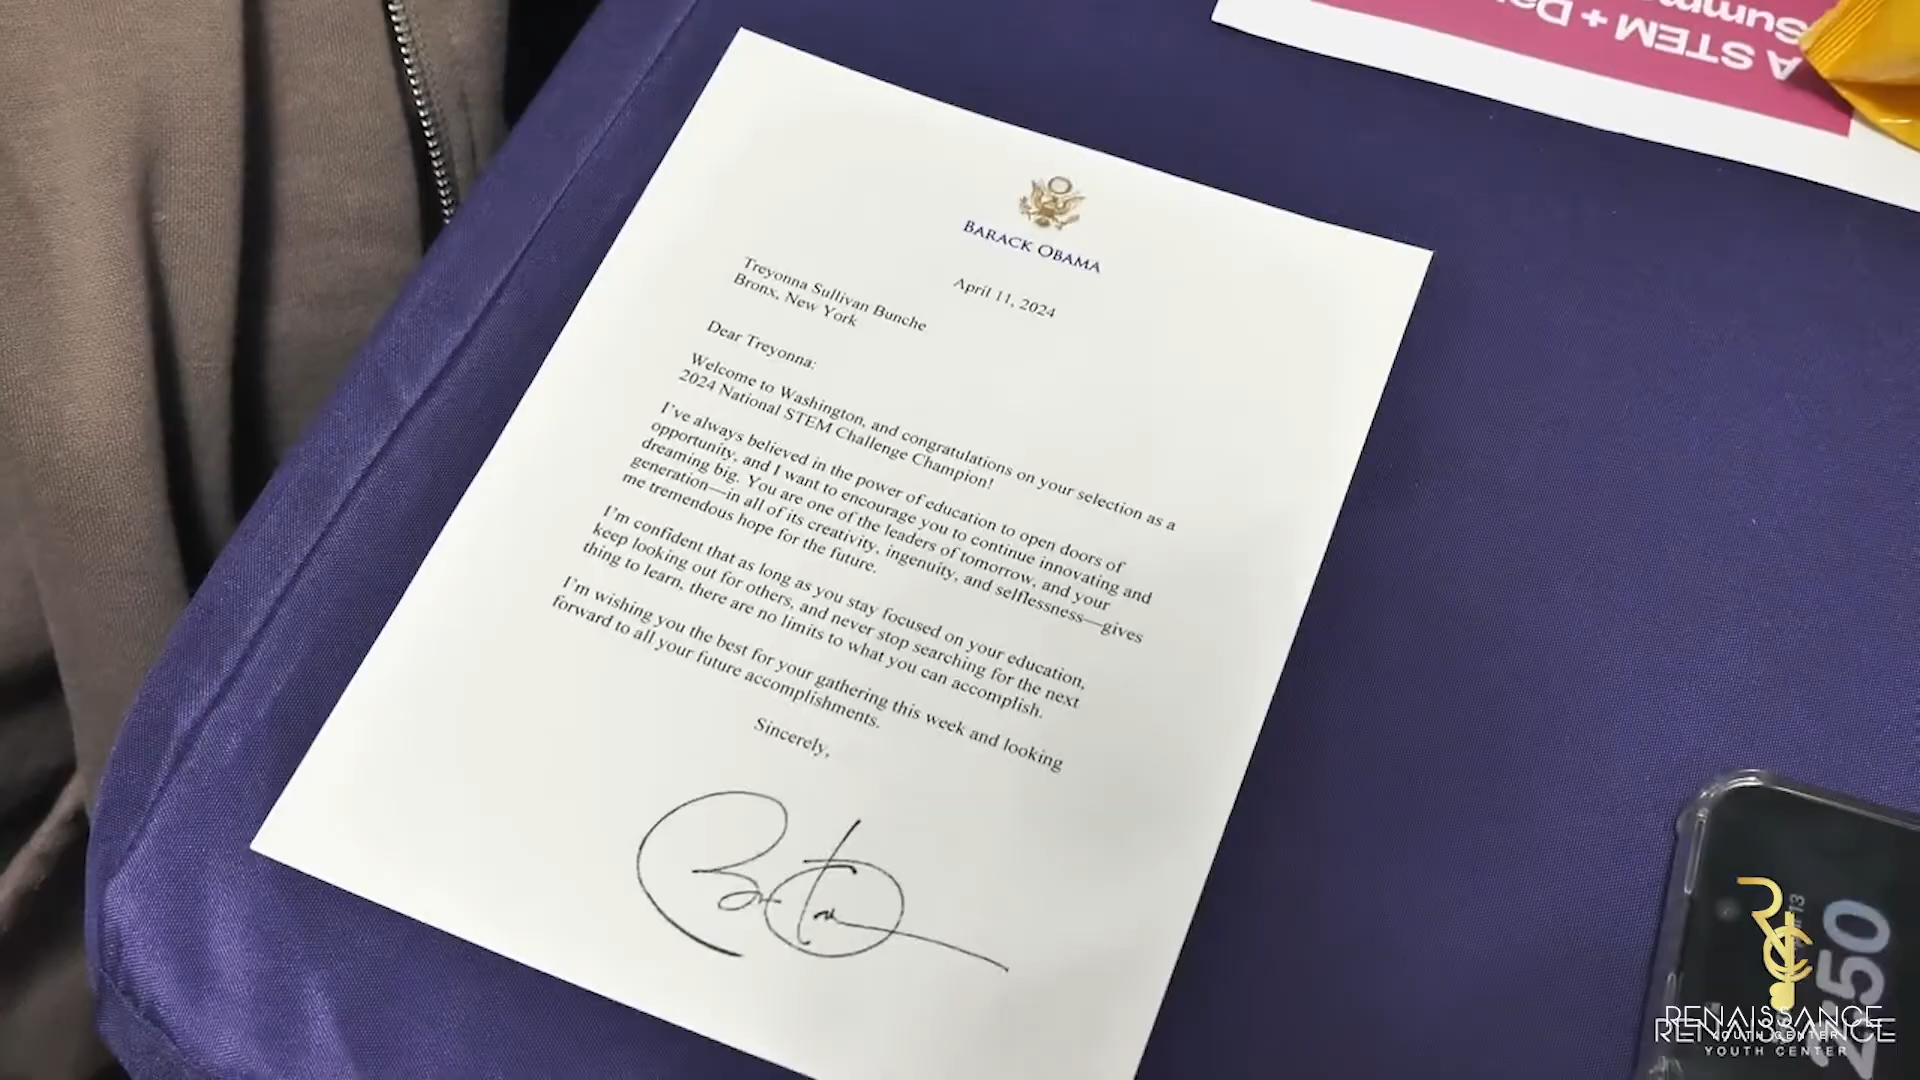 A STEM +
BARACK OBAMA
April 11, 2024
Treyonna Sullivan Bunche
Bronx, New York
Dear Treyonna:
Welcome to Washington, and congratulations on your selection as a
2024 National STEM Challenge Champion!
I've always believed in the power of education to open doors of
opportunity, and I want to encourage you to continue innovating and
dreaming big. You are one of the leaders of tomorrow, and your
generation—in all of its creativity, ingenuity, and selflessness—gives
me tremendous hope for the future.
I'm confident that as long as you stay focused on your education,
keep looking out for others, and never stop searching for the next
thing to learn, there are no limits to what you can accomplish.
I'm wishing you the best for your gathering this week and looking
forward to all your future accomplishments.
Sincerely,
RENAISSANCE
YOUTH CENTER